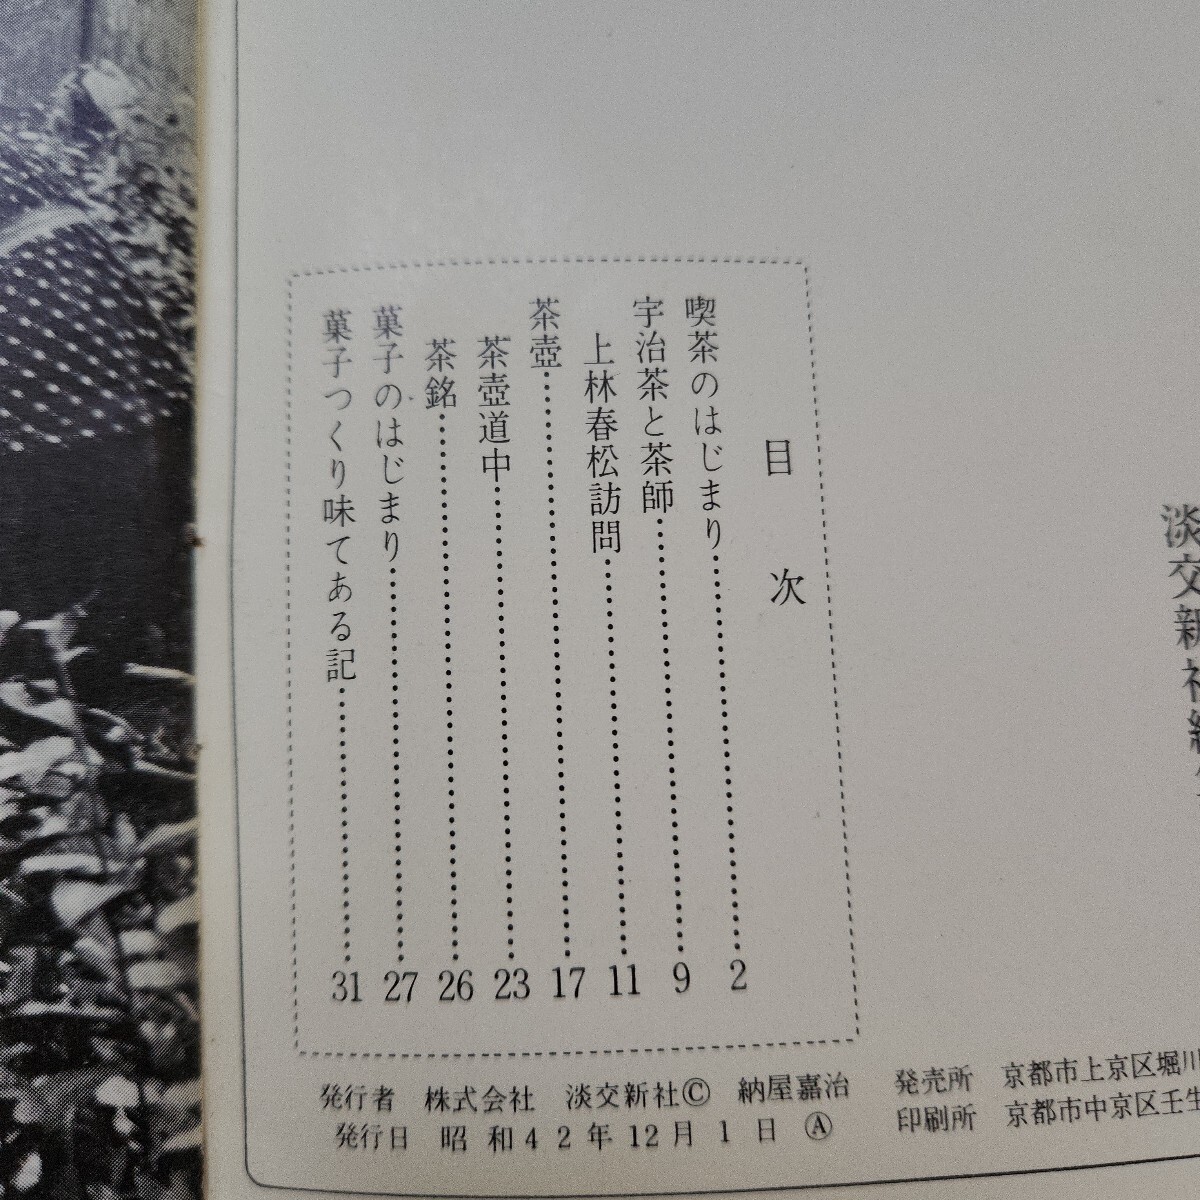 淡交新社
目次
喫茶のはじまり 2
宇治茶と茶師 9
上林春松訪問 11
茶壺 17
茶壺道中 23
茶銘 26
菓子のはじまり 27
菓子つくり味てある記 31
発行者 株式会社 淡交新社© 納屋嘉治
発行日 昭和42年12月1日 Ⓐ
発売所 京都市上京区堀川
印刷所 京都市中京区壬生